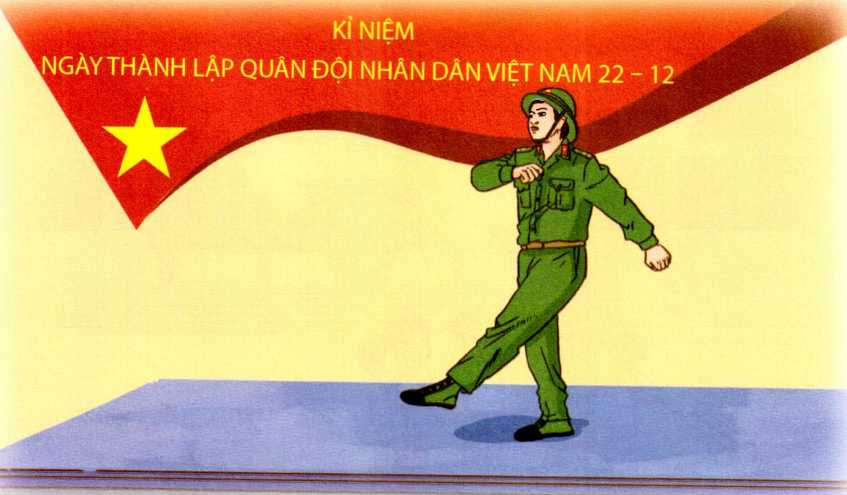 KỈ NIỆM
NGÀY THÀNH LẬP QUÂN ĐỘI NHÂN DÂN VIỆT NAM 22 – 12